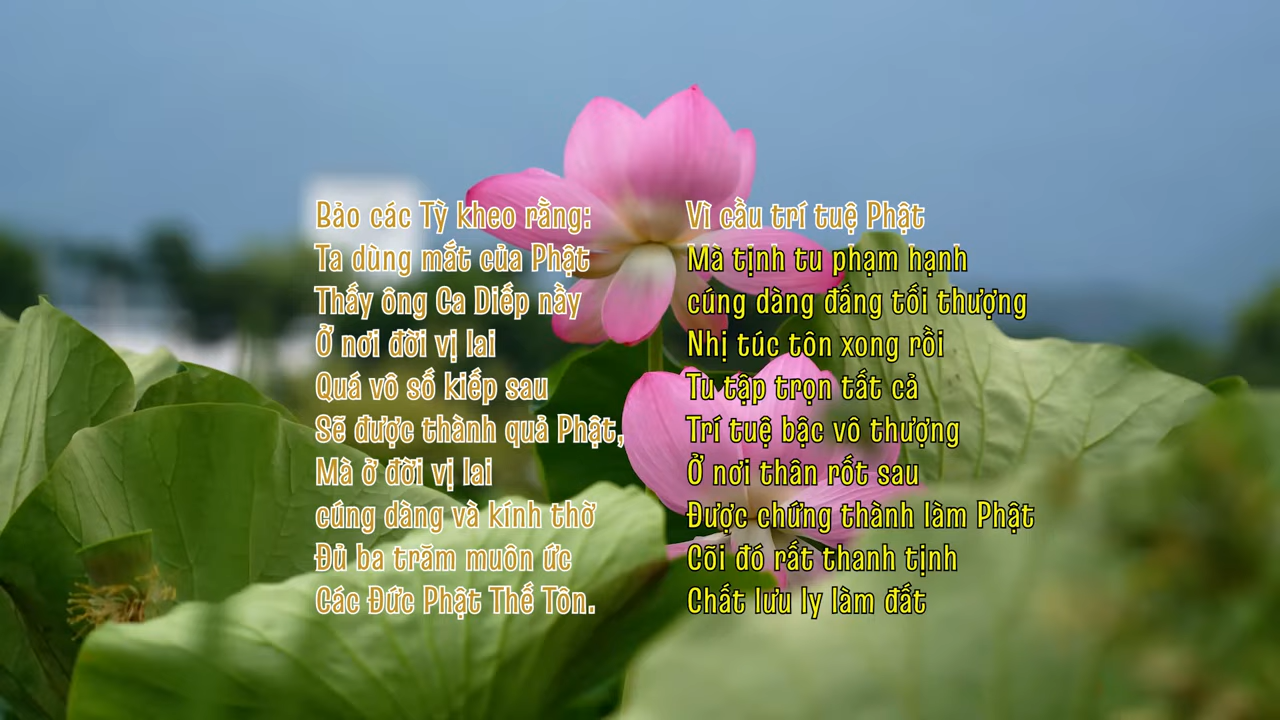 Bảo các Tỳ kheo rằng:
Ta dùng mắt của Phật
Thấy ông Ca Diếp nầy
Ở nơi đời vị lai
Quá vô số kiếp sau
Sẽ được thành quả Phật,
Mà ở đời vị lai
cúng dàng và kính thờ
Đủ ba trăm muôn ức
Các Đức Phật Thế Tôn.
Vì cầu trí tuệ Phật
Mà tịnh tu phạm hạnh
cúng dàng đấng tối thượng
Nhị túc tôn xong rồi
Tu tập trọn tất cả
Trí tuệ bậc vô thượng
Ở nơi thân rốt sau
Được chứng thành làm Phật
Cõi đó rất thanh tịnh
Chất lưu ly làm đất